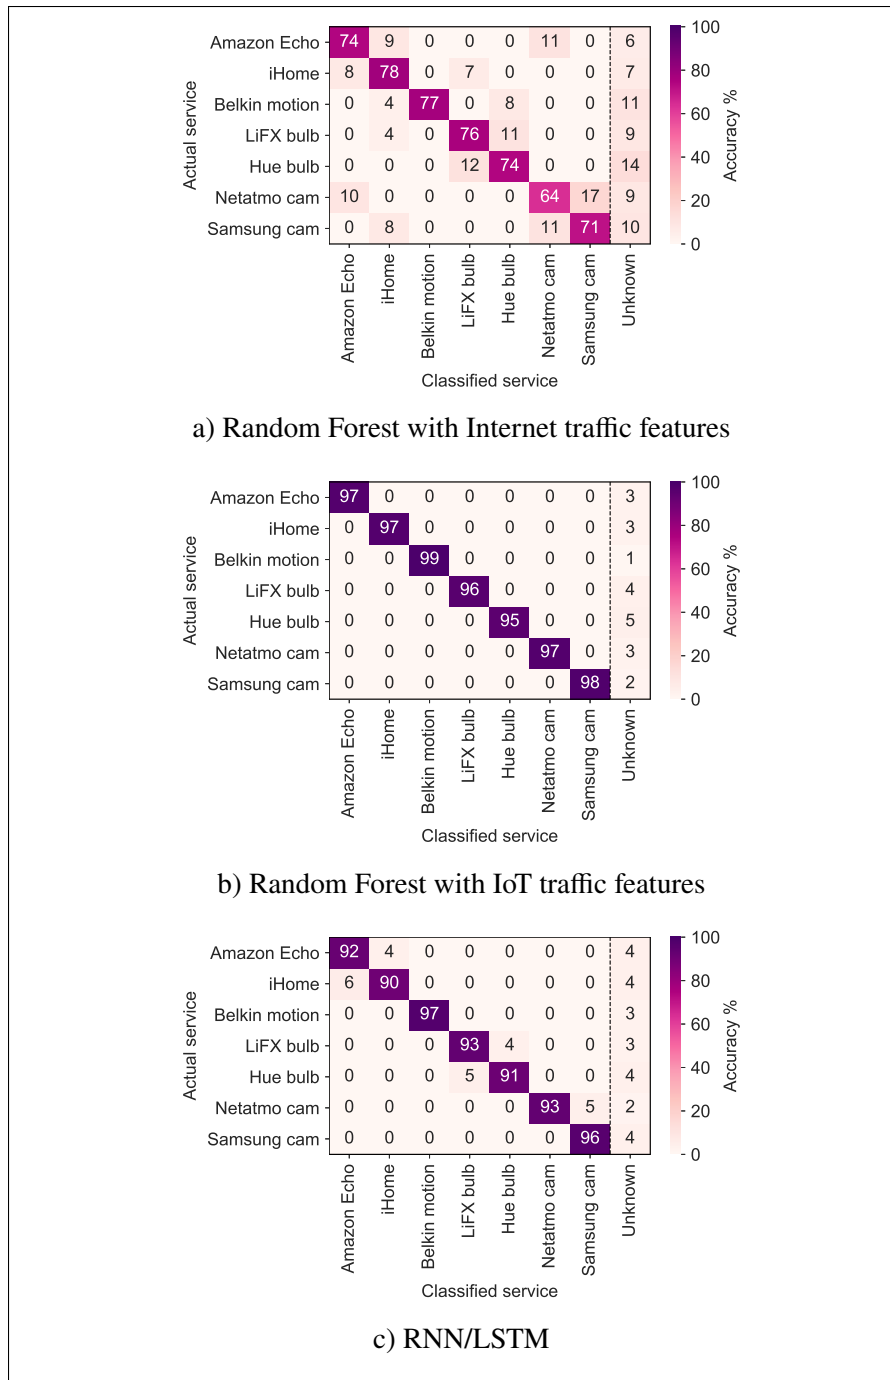 Amazon Echo 74 9 0 0 0 11 0 6
iHome 8 78 0 7 0 0 0 7
Belkin motion 0 4 77 0 8 0 0 11
LiFX bulb 0 4 0 76 11 0 0 9
Hue bulb 0 0 0 12 74 0 0 14
Netatmo cam 10 0 0 0 0 64 17 9
Samsung cam 0 8 0 0 0 11 71 10
Actual service
Amazon Echo
iHome
Belkin motion
LiFX bulb
Hue bulb
Netatmo cam
Samsung cam
Unknown
Classified service
100
80
60
40
20
0
Accuracy %
a) Random Forest with Internet traffic features
Amazon Echo 97 0 0 0 0 0 0 3
iHome 0 97 0 0 0 0 0 3
Belkin motion 0 0 99 0 0 0 0 1
LiFX bulb 0 0 0 96 0 0 0 4
Hue bulb 0 0 0 0 95 0 0 5
Netatmo cam 0 0 0 0 0 97 0 3
Samsung cam 0 0 0 0 0 0 98 2
Actual service
Amazon Echo
iHome
Belkin motion
LiFX bulb
Hue bulb
Netatmo cam
Samsung cam
Unknown
Classified service
100
80
60
40
20
0
Accuracy %
b) Random Forest with IoT traffic features
Amazon Echo 92 4 0 0 0 0 0 4
iHome 6 90 0 0 0 0 0 4
Belkin motion 0 0 97 0 0 0 0 3
LiFX bulb 0 0 0 93 4 0 0 3
Hue bulb 0 0 0 5 91 0 0 4
Netatmo cam 0 0 0 0 0 93 5 2
Samsung cam 0 0 0 0 0 0 96 4
Actual service
Amazon Echo
iHome
Belkin motion
LiFX bulb
Hue bulb
Netatmo cam
Samsung cam
Unknown
Classified service
100
80
60
40
20
0
Accuracy %
c) RNN/LSTM